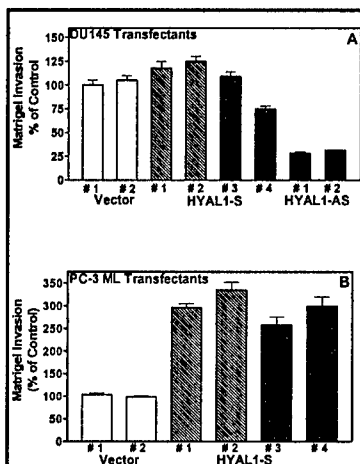 DU145 Transfectants
A
Matrigel Invasion
% of Control
150
125
100
75
50
25
0
# 1 # 2 # 1 # 2 # 3 # 4 # 1 # 2
Vector HYAL1-S HYAL1-AS
PC-3 ML Transfectants
B
Matrigel Invasion
(% of Control)
350
300
250
200
150
100
50
0
# 1 # 2 # 1 # 2 # 3 # 4
Vector HYAL1-S